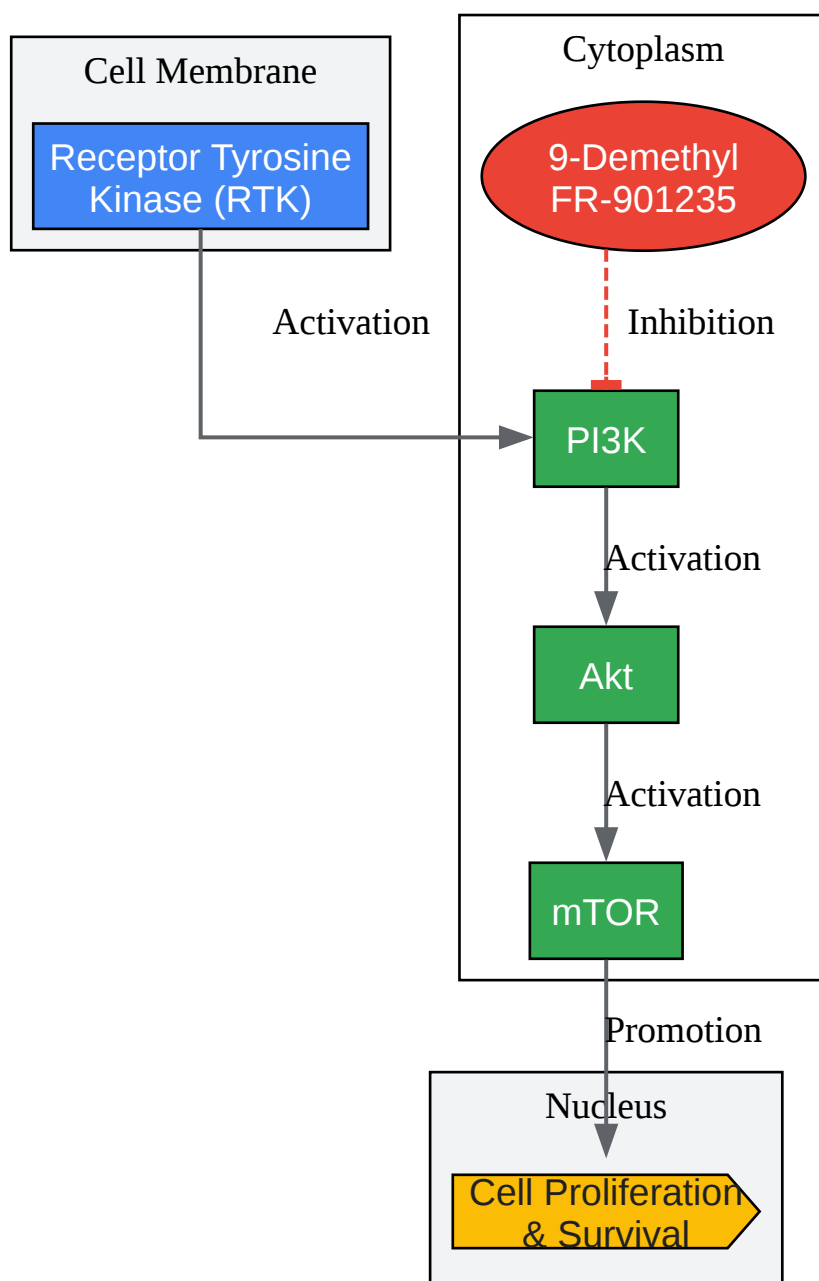 Cell Membrane
Receptor Tyrosine
Kinase (RTK)
Cytoplasm
9-Demethyl
FR-901235
Activation
Inhibition
PI3K
Activation
Akt
Activation
mTOR
Promotion
Nucleus
Cell Proliferation
& Survival